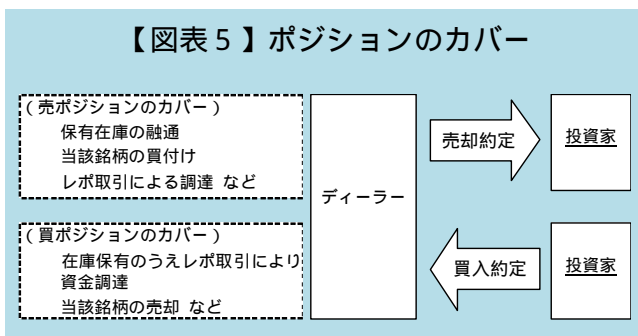 【図表５】ポジションのカバー
（売ポジションのカバー）
保有在庫の融通
当該銘柄の買付け
レポ取引による調達 など
ディーラー
売却約定
投資家
（買ポジションのカバー）
在庫保有のうえレポ取引により
資金調達
当該銘柄の売却 など
買入約定
投資家